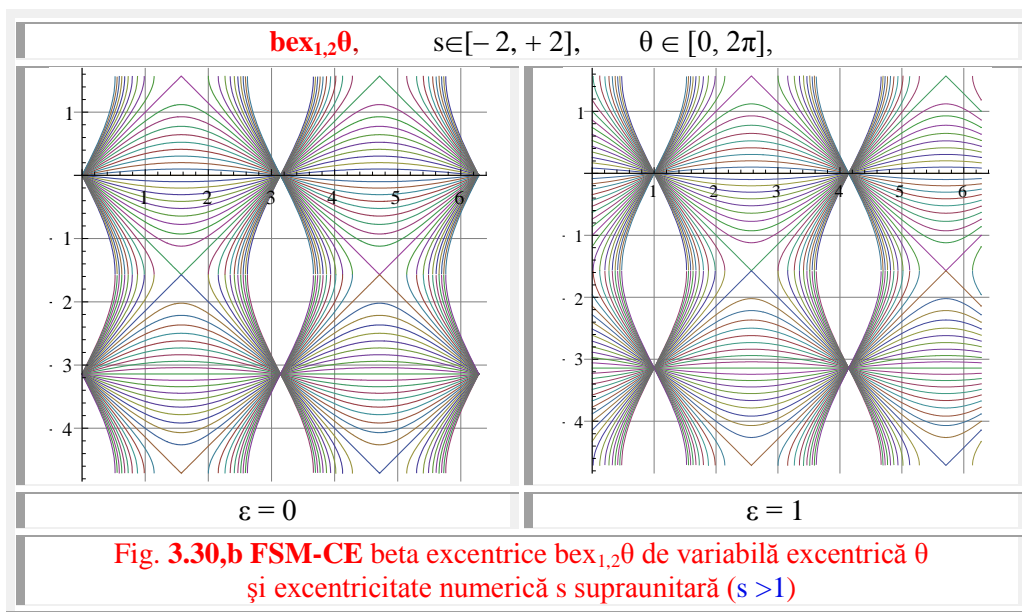 bex1,2θ, s∈[– 2, + 2], θ ∈ [0, 2π],
1
1 2 3 4 5 6
- 1
- 2
- 3
- 4
1
1 2 3 4 5 6
- 1
- 2
- 3
- 4
ε = 0
ε = 1
Fig. 3.30,b FSM-CE beta excentrice bex1,2θ de variabilă excentrică θ
şi excentricitate numerică s supraunitară (s >1)